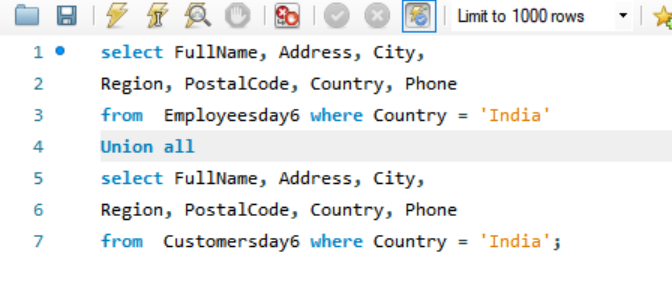 Limit to 1000 rows
1 select FullName, Address, City,
2 Region, PostalCode, Country, Phone
3 from  Employeesday6 where Country = 'India'
4 Union all
5 select FullName, Address, City,
6 Region, PostalCode, Country, Phone
7 from  Customersday6 where Country = 'India';